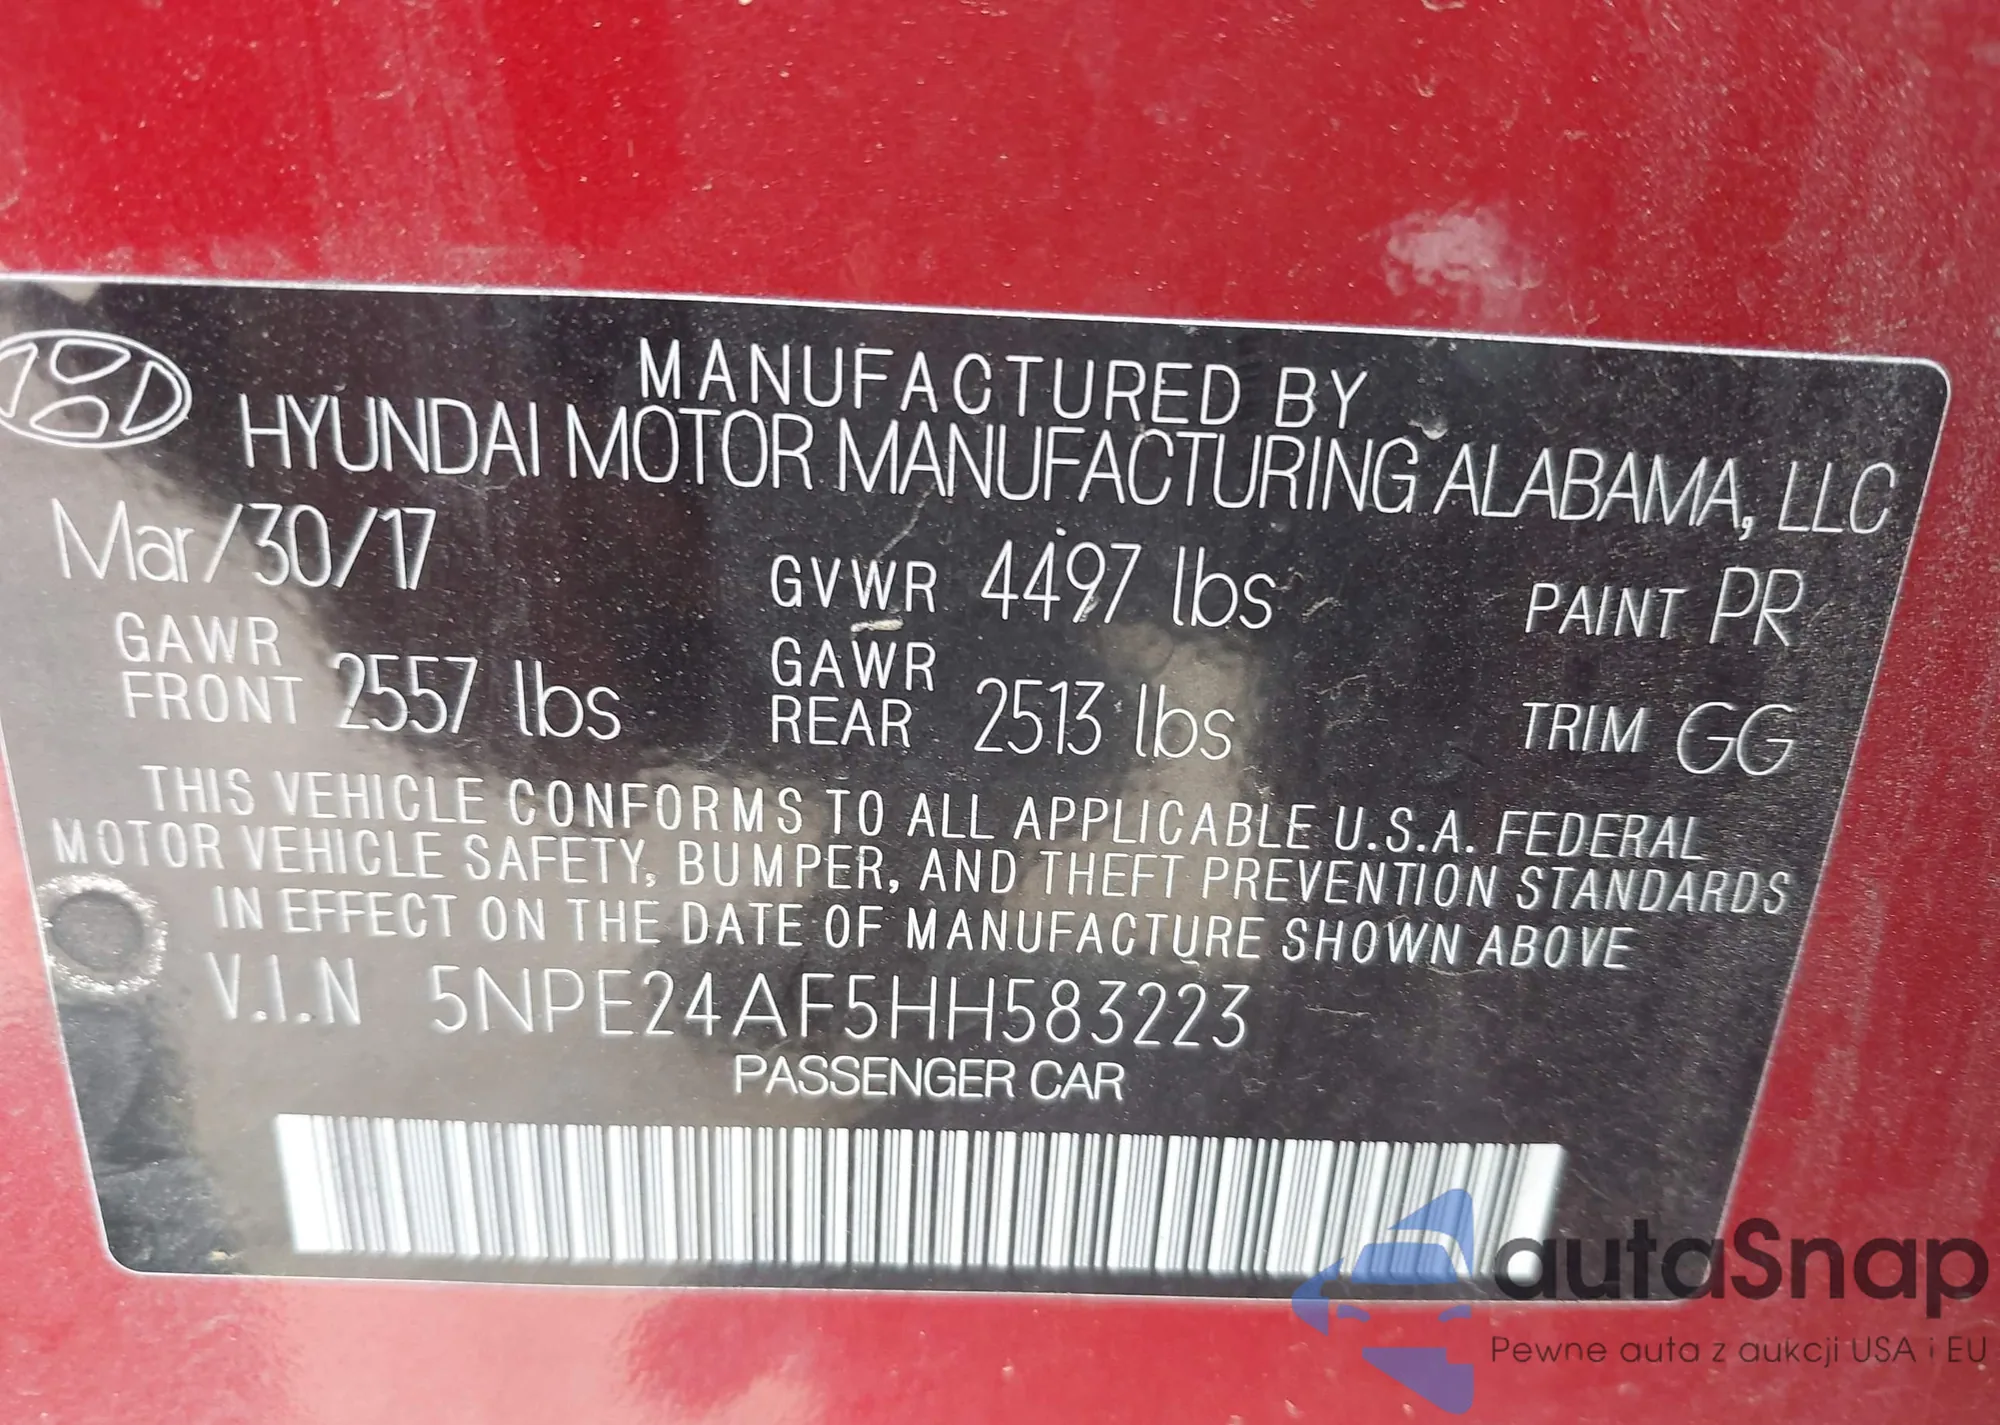 MANUFACTURED BY
HYUNDAI MOTOR MANUFACTURING ALABAMA, LLC
Mar/30/17 GVWR 4497 lbs PAINT PR
GAWR FRONT 2557 lbs GAWR REAR 2513 lbs TRIM GG
THIS VEHICLE CONFORMS TO ALL APPLICABLE U.S.A. FEDERAL
MOTOR VEHICLE SAFETY, BUMPER, AND THEFT PREVENTION STANDARDS
IN EFFECT ON THE DATE OF MANUFACTURE SHOWN ABOVE
V.I.N 5NPE24AF5HH583223
PASSENGER CAR
autaSnap
Pewne auta z aukcji USA i EU